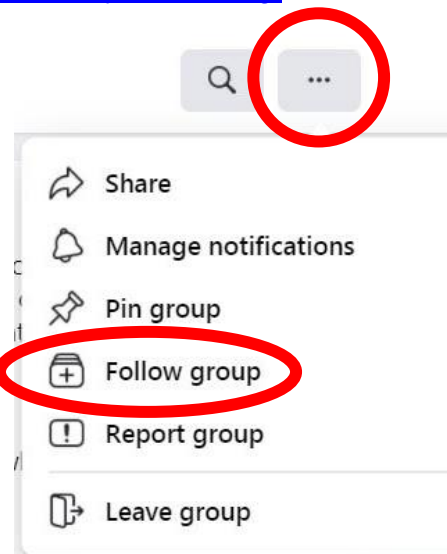 ...
Share
Manage notifications
Pin group
Follow group
Report group
Leave group